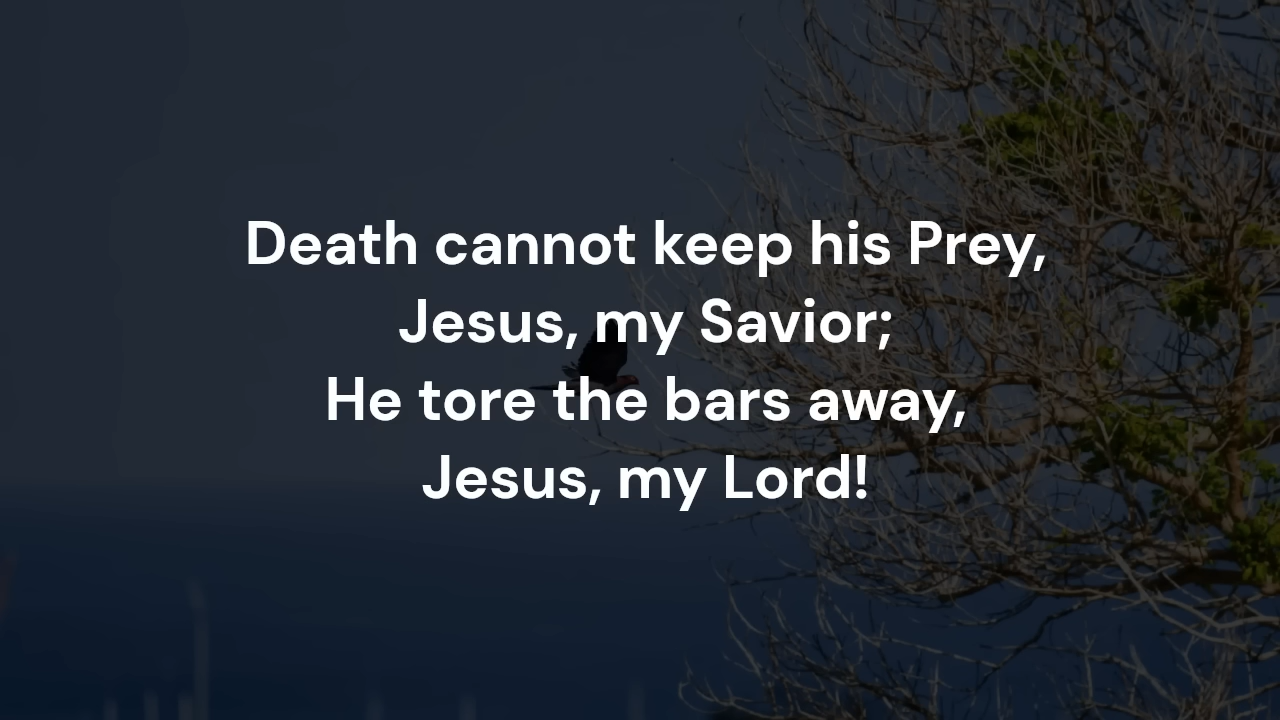 Death cannot keep his Prey,
Jesus, my Savior;
He tore the bars away,
Jesus, my Lord!